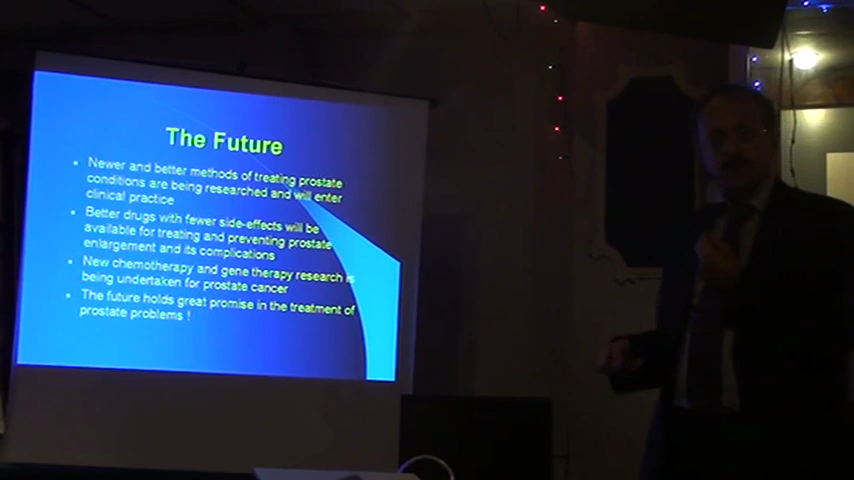 The Future
Newer and better methods of treating prostate
conditions are being researched and will enter
clinical practice
Better drugs with fewer side-effects will be
available for treating and preventing prostate
enlargement and its complications
New chemotherapy and gene therapy research is
being undertaken for prostate cancer
The future holds great promise in the treatment of
prostate problems !